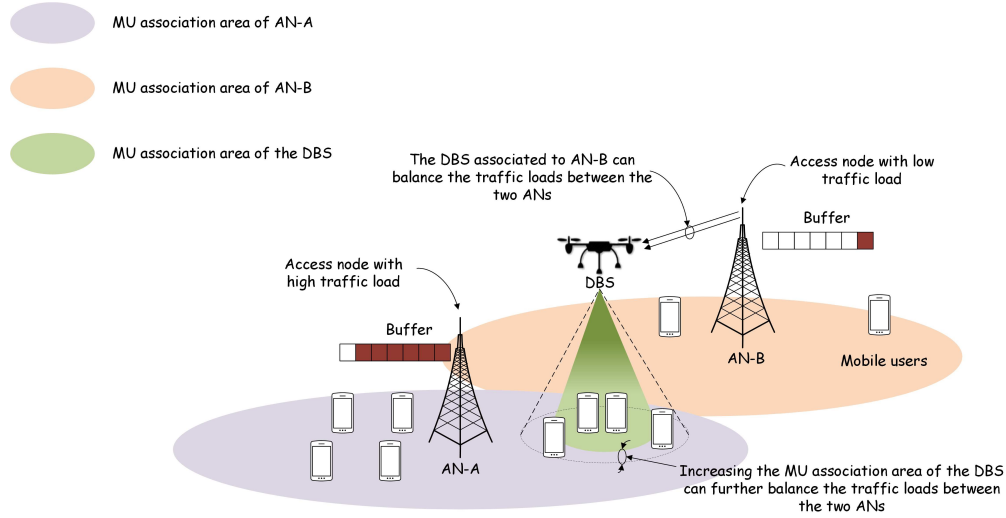 MU association area of AN-A
MU association area of AN-B
MU association area of the DBS
The DBS associated to AN-B can
balance the traffic loads between the
two ANs
Access node with low
traffic load
Buffer
DBS
Access node with
high traffic load
Buffer
AN-B
Mobile users
AN-A
Increasing the MU association area of the DBS
can further balance the traffic loads between
the two ANs